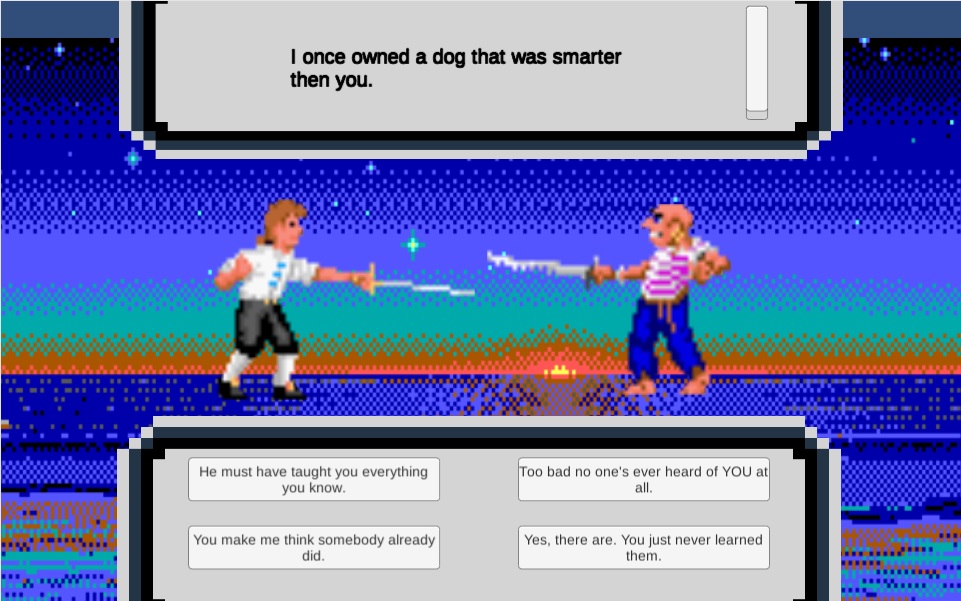 I once owned a dog that was smarter
then you.
He must have taught you everything
you know.
Too bad no one's ever heard of YOU at
all.
You make me think somebody already
did.
Yes, there are. You just never learned
them.